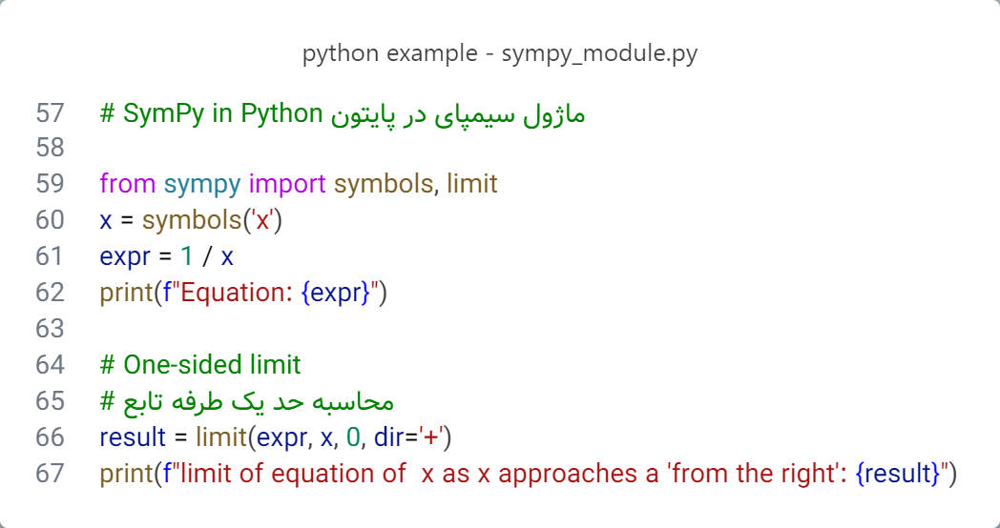 python example - sympy_module.py
57 # SymPy in Python ماژول سیمپای در پایتون
58
59 from sympy import symbols, limit
60 x = symbols('x')
61 expr = 1 / x
62 print(f"Equation: {expr}")
63
64 # One-sided limit
65 # محاسبه حد یک طرفه تابع
66 result = limit(expr, x, 0, dir='+')
67 print(f"limit of equation of  x as x approaches a 'from the right': {result}")